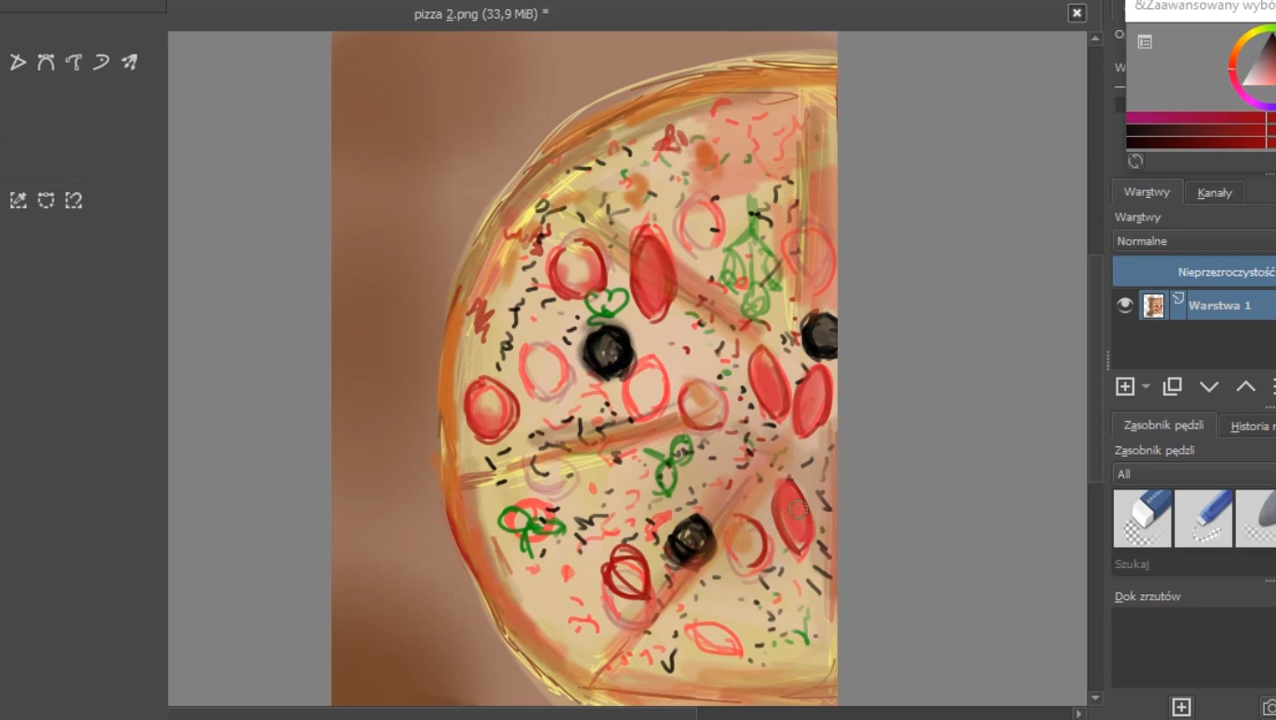 pizza 2.png (33,9 MiB) *
&Zaawansowany wybó
Warstwy
Kanały
Warstwy
Normalne
Nieprzezroczystość
Warstwa 1
Zasobnik pędzli
Historia
Zasobnik pędzli
All
Szukaj
Dok zrzutów